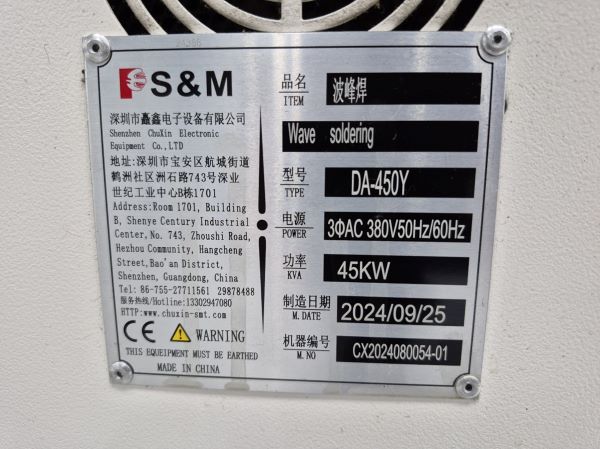 S&M
深圳市矗鑫电子设备有限公司
Shenzhen ChuXin Electronic
Equipment Co.,LTD
地址:深圳市宝安区航城街道
鹤洲社区洲石路743号深业
世纪工业中心B栋1701
Address:Room 1701, Building
B, Shenye Century Industrial
Center, No. 743, Zhoushi Road,
Hezhou Community, Hangcheng
Street, Bao'an District,
Shenzhen, Guangdong, China
Tel: 86-755-27711561 29878488
服务热线/Hotline:13302947080
HTTP:www.chuxin-smt.com
CE WARNING
THIS EQEIPMENT MUST BE EARTHED
MADE IN CHINA
品名 波峰焊
ITEM
Wave soldering
型号 DA-450Y
TYPE
电源 3ΦAC 380V50Hz/60Hz
POWER
功率 45KW
KVA
制造日期 2024/09/25
M. DATE
机器编号 CX2024080054-01
M. NO